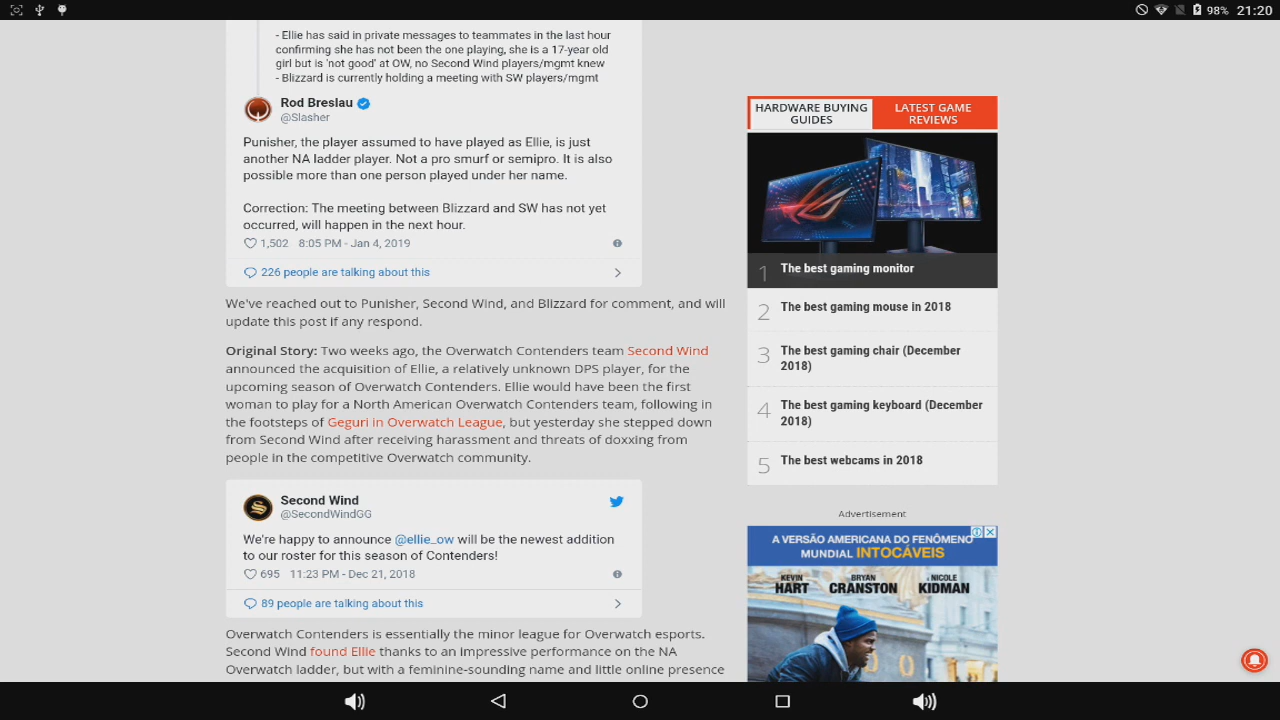 98% 21:20
- Ellie has said in private messages to teammates in the last hour
confirming she has not been the one playing, she is a 17-year old
girl but is 'not good' at OW, no Second Wind players/mgmt knew
- Blizzard is currently holding a meeting with SW players/mgmt
Rod Breslau
@Slasher
Punisher, the player assumed to have played as Ellie, is just
another NA ladder player. Not a pro smurf or semipro. It is also
possible more than one person played under her name.
Correction: The meeting between Blizzard and SW has not yet
occurred, will happen in the next hour.
1,502 8:05 PM - Jan 4, 2019
226 people are talking about this
We've reached out to Punisher, Second Wind, and Blizzard for comment, and will
update this post if any respond.
Original Story: Two weeks ago, the Overwatch Contenders team Second Wind
announced the acquisition of Ellie, a relatively unknown DPS player, for the
upcoming season of Overwatch Contenders. Ellie would have been the first
woman to play for a North American Overwatch Contenders team, following in
the footsteps of Geguri in Overwatch League, but yesterday she stepped down
from Second Wind after receiving harassment and threats of doxxing from
people in the competitive Overwatch community.
Second Wind
@SecondWindGG
We're happy to announce @ellie_ow will be the newest addition
to our roster for this season of Contenders!
695 11:23 PM - Dec 21, 2018
89 people are talking about this
Overwatch Contenders is essentially the minor league for Overwatch esports.
Second Wind found Ellie thanks to an impressive performance on the NA
Overwatch ladder, but with a feminine-sounding name and little online presence
HARDWARE BUYING
GUIDES
LATEST GAME
REVIEWS
1 The best gaming monitor
2 The best gaming mouse in 2018
3 The best gaming chair (December
2018)
4 The best gaming keyboard (December
2018)
5 The best webcams in 2018
Advertisement
A VERSÃO AMERICANA DO FENÔMENO
MUNDIAL INTOCÁVEIS
KEVIN
HART
BRYAN
CRANSTON
NICOLE
KIDMAN